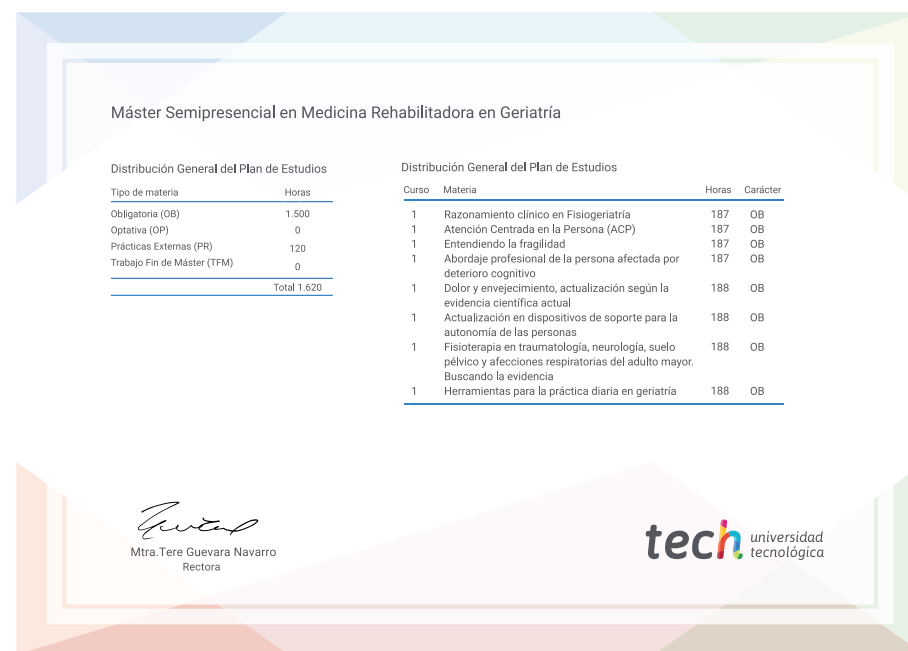 Máster Semipresencial en Medicina Rehabilitadora en Geriatría
Distribución General del Plan de Estudios
Tipo de materia Horas
Obligatoria (OB) 1.500
Optativa (OP) 0
Prácticas Externas (PR) 120
Trabajo Fin de Máster (TFM) 0
Total 1.620
Distribución General del Plan de Estudios
Curso Materia Horas Carácter
1 Razonamiento clínico en Fisiogeriatría 187 OB
1 Atención Centrada en la Persona (ACP) 187 OB
1 Entendiendo la fragilidad 187 OB
1 Abordaje profesional de la persona afectada por 187 OB
deterioro cognitivo
1 Dolor y envejecimiento, actualización según la 188 OB
evidencia científica actual
1 Actualización en dispositivos de soporte para la 188 OB
autonomía de las personas
1 Fisioterapia en traumatología, neurología, suelo 188 OB
pélvico y afecciones respiratorias del adulto mayor.
Buscando la evidencia
1 Herramientas para la práctica diaria en geriatría 188 OB
Mtra.Tere Guevara Navarro
Rectora
tech universidad
tecnológica